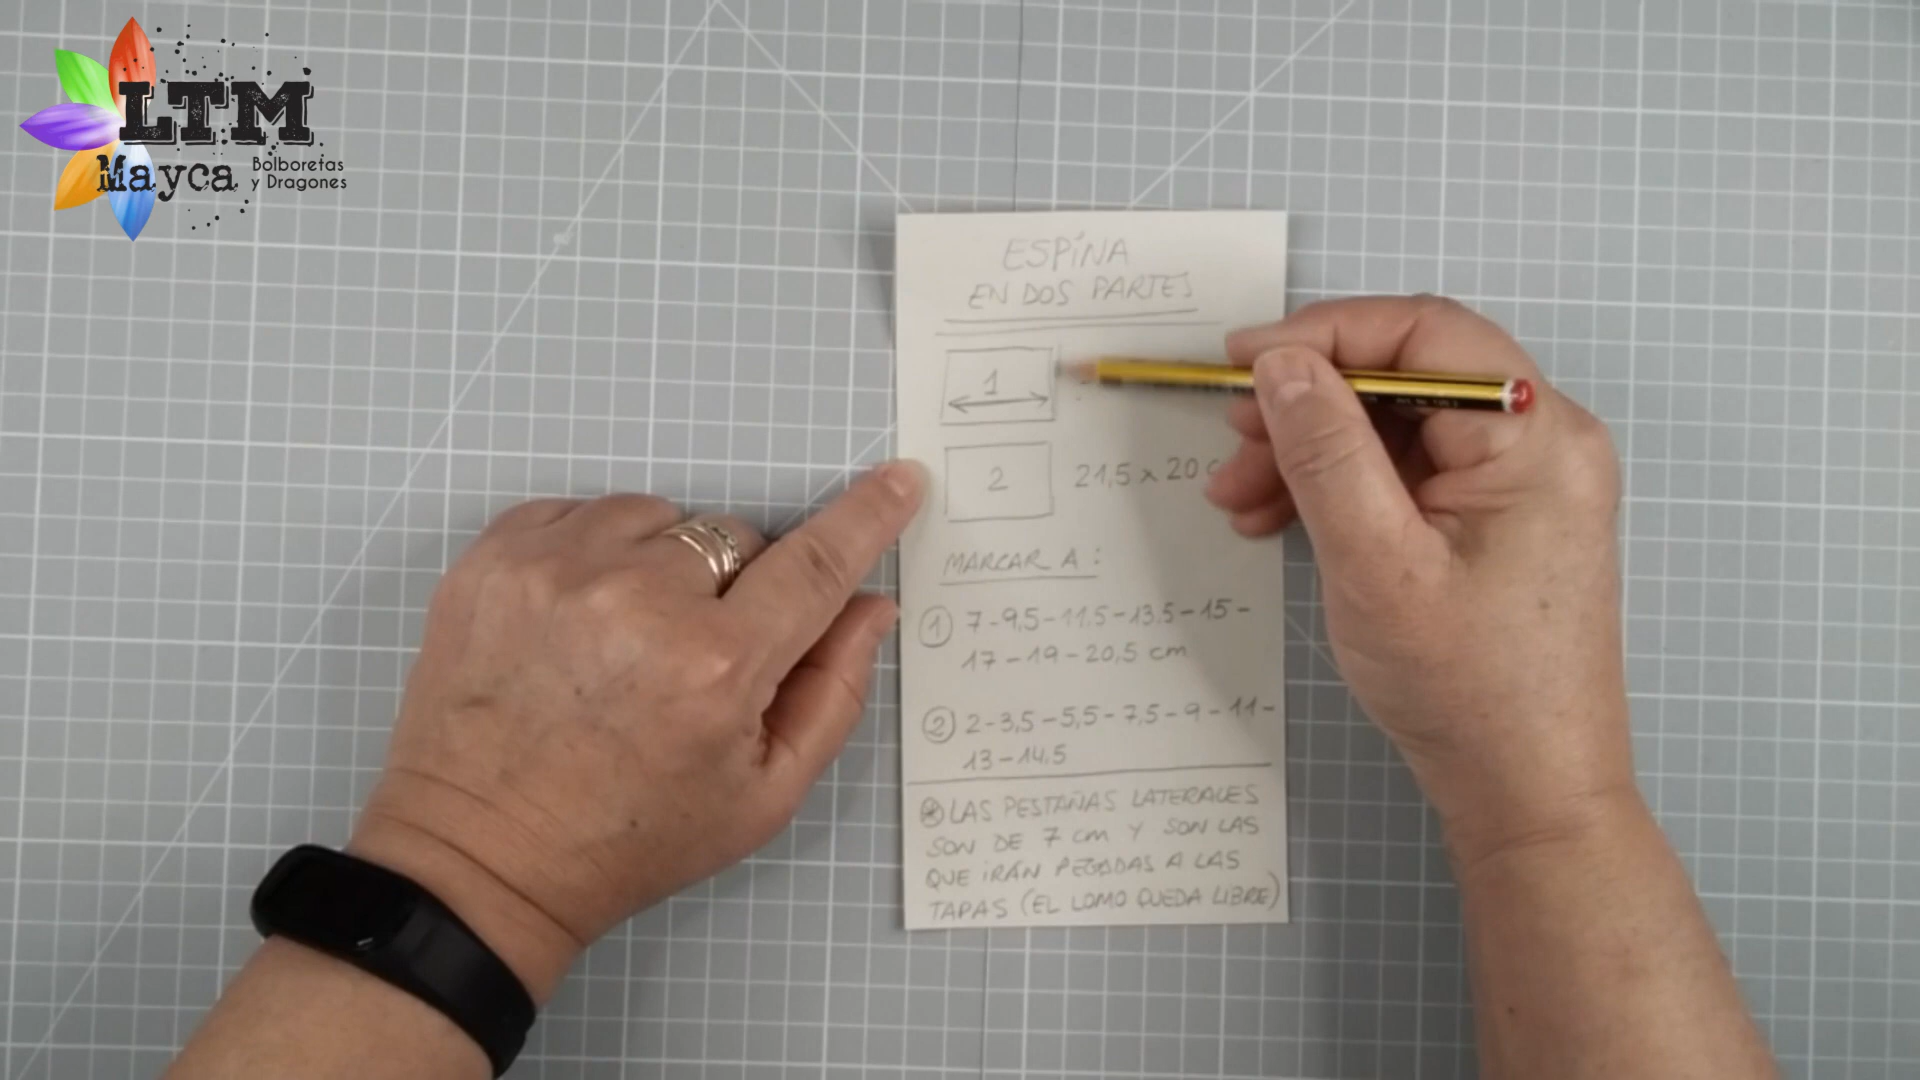 LTM
Mayca
Bolboretas
y Dragones
ESPÍNA
EN DOS PARTES
1
2
21,5 x 20
MARCAR A :
1 7-9,5-11,5-13,5-15-
17-19-20,5 cm
2 2-3,5-5,5-7,5-9-11-
13-14,5
LAS PESTAÑAS LATERALES
SON DE 7 cm Y SON LAS
QUE IRÁN PEGADAS A LAS
TAPAS (EL LOMO QUEDA LIBRE)